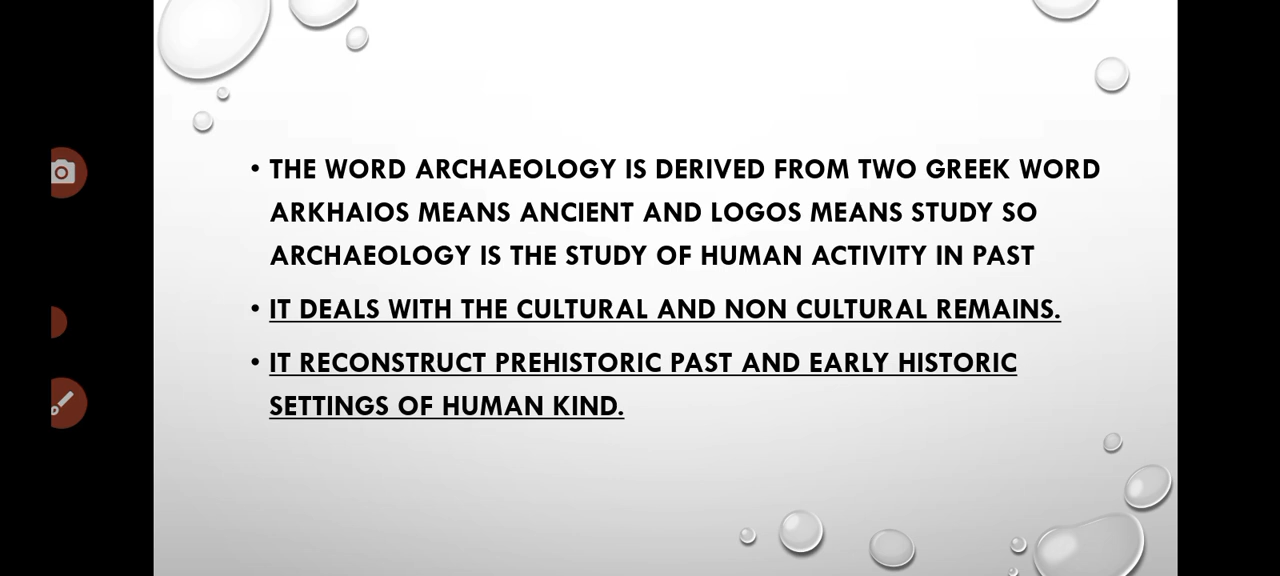 • THE WORD ARCHAEOLOGY IS DERIVED FROM TWO GREEK WORD
ARKHAIOS MEANS ANCIENT AND LOGOS MEANS STUDY SO
ARCHAEOLOGY IS THE STUDY OF HUMAN ACTIVITY IN PAST
• IT DEALS WITH THE CULTURAL AND NON CULTURAL REMAINS.
• IT RECONSTRUCT PREHISTORIC PAST AND EARLY HISTORIC
SETTINGS OF HUMAN KIND.